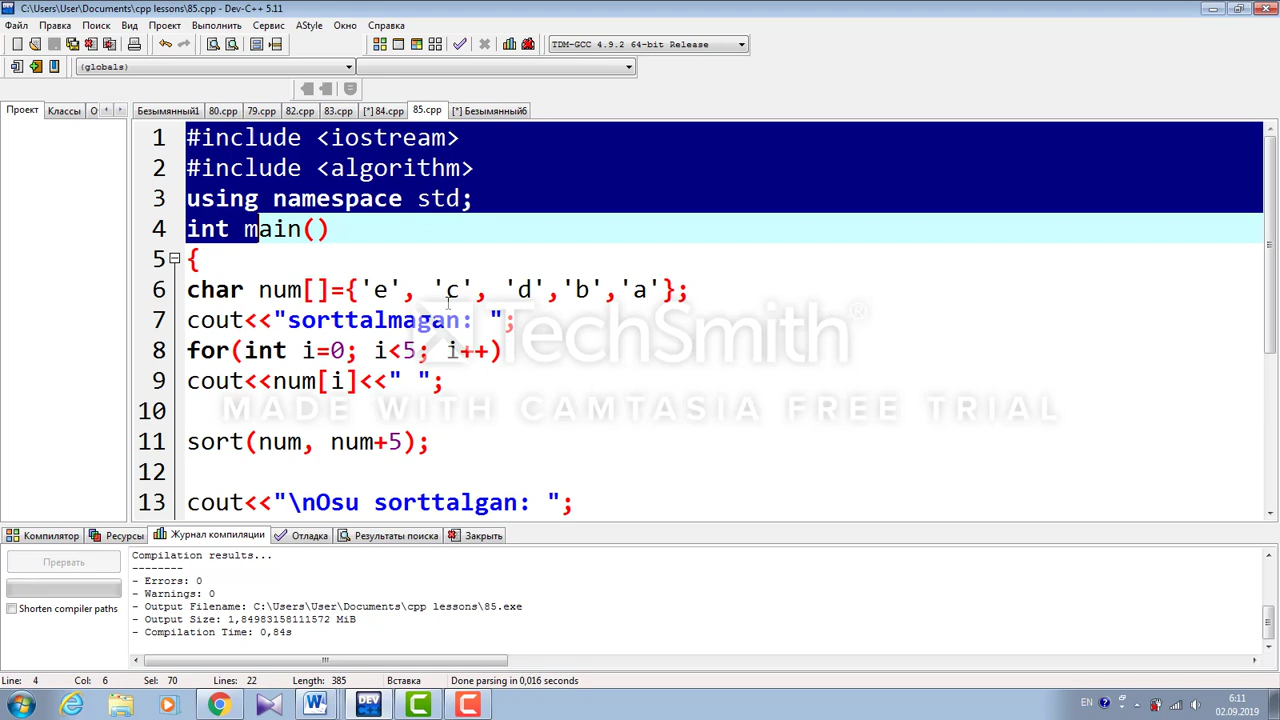 C:\Users\User\Documents\cpp lessons\85.cpp - Dev-C++ 5.11
Файл Правка Поиск Вид Проект Выполнить Сервис AStyle Окно Справка
TDM-GCC 4.9.2 64-bit Release
(globals)
Проект Классы О Безымянный1 80.cpp 79.cpp 82.cpp 83.cpp [*] 84.cpp 85.cpp [*] Безымянный6
1 #include <iostream>
2 #include <algorithm>
3 using namespace std;
4 int main()
5 {
6 char num[]={'e', 'c', 'd','b','a'};
7 cout<<"sorttalmagan: ";
8 for(int i=0; i<5; i++)
9 cout<<num[i]<<" ";
10
11 sort(num, num+5);
12
13 cout<<"\nOsu sorttalgan: ";
TechSmith®
MADE WITH CAMTASIA FREE TRIAL
Компилятор Ресурсы Журнал компиляции Отладка Результаты поиска Закрыть
Прервать
Shorten compiler paths
Compilation results...
--------
- Errors: 0
- Warnings: 0
- Output Filename: C:\Users\User\Documents\cpp lessons\85.exe
- Output Size: 1,84983158111572 MiB
- Compilation Time: 0,84s
Line: 4 Col: 6 Sel: 70 Lines: 22 Length: 385 Вставка Done parsing in 0,016 seconds
DEV
EN
6:11
02.09.2019